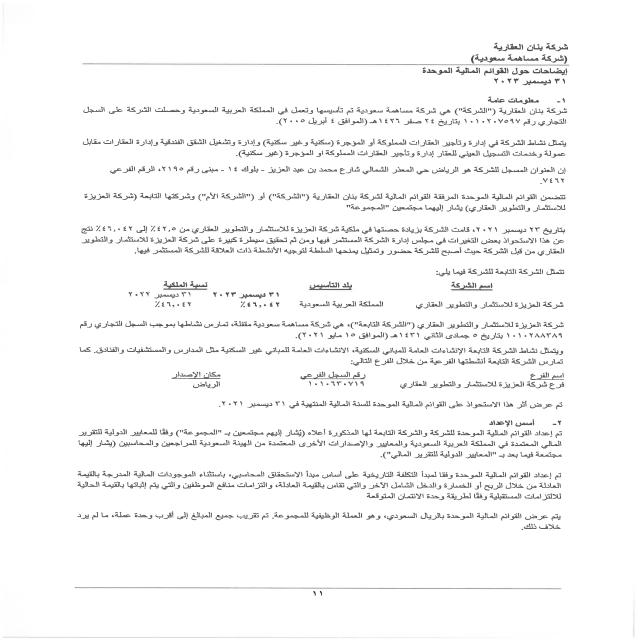 شركة بنان العقارية
(شركة مساهمة سعودية)
إيضاحات حول القوائم المالية الموحدة
٣١ ديسمبر ٢٠٢٣
١- معلومات عامة
شركة بنان العقارية ("الشركة") هي شركة مساهمة سعودية تم تأسيسها وتعمل في المملكة العربية السعودية وحصلت الشركة على السجل
التجاري رقم ١٠١٠٢٠٧٥٩٧ بتاريخ ٢٤ صفر ١٤٢٦هـ (الموافق ٤ أبريل ٢٠٠٥).
يتمثل نشاط الشركة في إدارة وتأجير العقارات المملوكة أو المؤجرة (سكنية وغير سكنية) وإدارة وتشغيل الشقق الفندقية وإدارة العقارات مقابل
عمولة وخدمات التسجيل العيني للعقار وإدارة وتأجير العقارات المملوكة او المؤجرة (غير سكنية).
إن العنوان المسجل للشركة هو الرياض حي المعذر الشمالي شارع محمد بن عبد العزيز - بلوك ١٤ - مبنى رقم ٢١٩٥، الرقم الفرعي
٧٤٦٢.
تتضمن القوائم المالية الموحدة المرفقة القوائم المالية لشركة بنان العقارية ("الشركة") أو ("الشركة الأم") وشركتها التابعة (شركة العزيزة
للاستثمار والتطوير العقاري) يشار إليهما مجتمعين "المجموعة"
بتاريخ ٢٣ ديسمبر ٢٠٢١، قامت الشركة بزيادة حصتها في ملكية شركة العزيزة للاستثمار والتطوير العقاري من ٤٢,٥٪ إلى ٤٦,٠٤٢٪ نتج
عن هذا الاستحواذ بعض التغيرات في مجلس إدارة الشركة المستثمر فيها ومن ثم تحقيق سيطرة كبيرة على شركة العزيزة للاستثمار والتطوير
العقاري من قبل الشركة حيث أصبح للشركة حضور وتمثيل يمنحها السلطة لتوجيه الأنشطة ذات العلاقة للشركة المستثمر فيها.
تتمثل الشركة التابعة للشركة فيما يلي:
اسم الشركة بلد التأسيس نسبة الملكية
٣١ ديسمبر ٢٠٢٣ ٣١ ديسمبر ٢٠٢٢
شركة العزيزة للاستثمار والتطوير العقاري المملكة العربية السعودية ٤٦,٠٤٢٪ ٤٦,٠٤٢٪
شركة العزيزة للاستثمار والتطوير العقاري ("الشركة التابعة")، هي شركة مساهمة سعودية مقفلة، تمارس نشاطها بموجب السجل التجاري رقم
١٠١٠٢٨٨٣٨٩ بتاريخ ٥ جمادى الثاني ١٤٣١هـ (الموافق ١٥ مايو ٢٠٢١).
ويتمثل نشاط الشركة التابعة الإنشاءات العامة للمباني السكنية، الانشاءات العامة للمباني غير السكنية مثل المدارس والمستشفيات والفنادق. كما
تمارس الشركة التابعة أنشطتها الفرعية من خلال الفرع التالي:
اسم الفرع رقم السجل الفرعي مكان الإصدار
فرع شركة العزيزة للاستثمار والتطوير العقاري ١٠١٠٦٣٠٧١٩ الرياض
تم عرض أثر هذا الاستحواذ على القوائم المالية الموحدة للسنة المالية المنتهية في ٣١ ديسمبر ٢٠٢١.
٢- أسس الإعداد
تم إعداد القوائم المالية الموحدة للشركة والشركة التابعة لها المذكورة أعلاه (يُشار إليهم مجتمعين بـ "المجموعة") وفقًا للمعايير الدولية للتقرير
المالي المعتمدة في المملكة العربية السعودية والمعايير والإصدارات الأخرى المعتمدة من الهيئة السعودية للمراجعين والمحاسبين (يشار إليها
مجتمعة فيما بعد بـ "المعايير الدولية للتقرير المالي").
تم إعداد القوائم المالية الموحدة وفقا لمبدأ التكلفة التاريخية على أساس مبدأ الاستحقاق المحاسبي، باستثناء الموجودات المالية المدرجة بالقيمة
العادلة من خلال الربح أو الخسارة والدخل الشامل الآخر والتي تقاس بالقيمة العادلة، والتزامات منافع الموظفين والتي يتم إثباتها بالقيمة الحالية
للالتزامات المستقبلية وفقًا لطريقة وحدة الائتمان المتوقعة
يتم عرض القوائم المالية الموحدة بالريال السعودي، وهو العملة الوظيفية للمجموعة. تم تقريب جميع المبالغ إلى أقرب وحدة عملة، ما لم يرد
خلاف ذلك.
١١